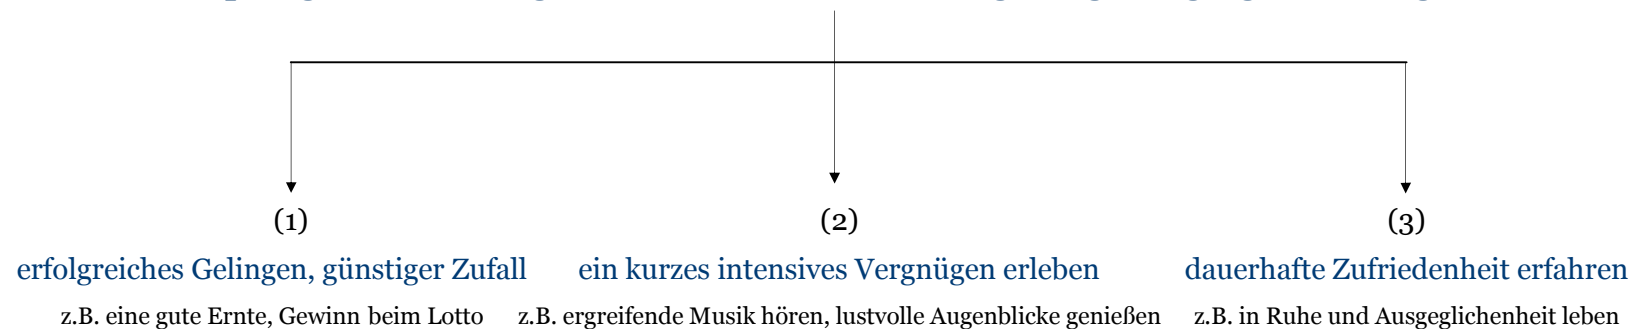 (1)
(2)
(3)
erfolgreiches Gelingen, günstiger Zufall
ein kurzes intensives Vergnügen erleben
dauerhafte Zufriedenheit erfahren
z.B. eine gute Ernte, Gewinn beim Lotto
z.B. ergreifende Musik hören, lustvolle Augenblicke genießen
z.B. in Ruhe und Ausgeglichenheit leben